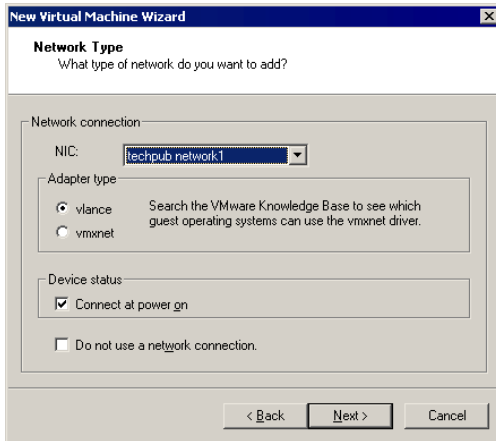 New Virtual Machine Wizard
Network Type
What type of network do you want to add?
Network connection
NIC: techpub network1
Adapter type
vlance
Search the VMware Knowledge Base to see which
guest operating systems can use the vmxnet driver.
vmxnet
Device status
Connect at power on
Do not use a network connection.
< Back Next > Cancel